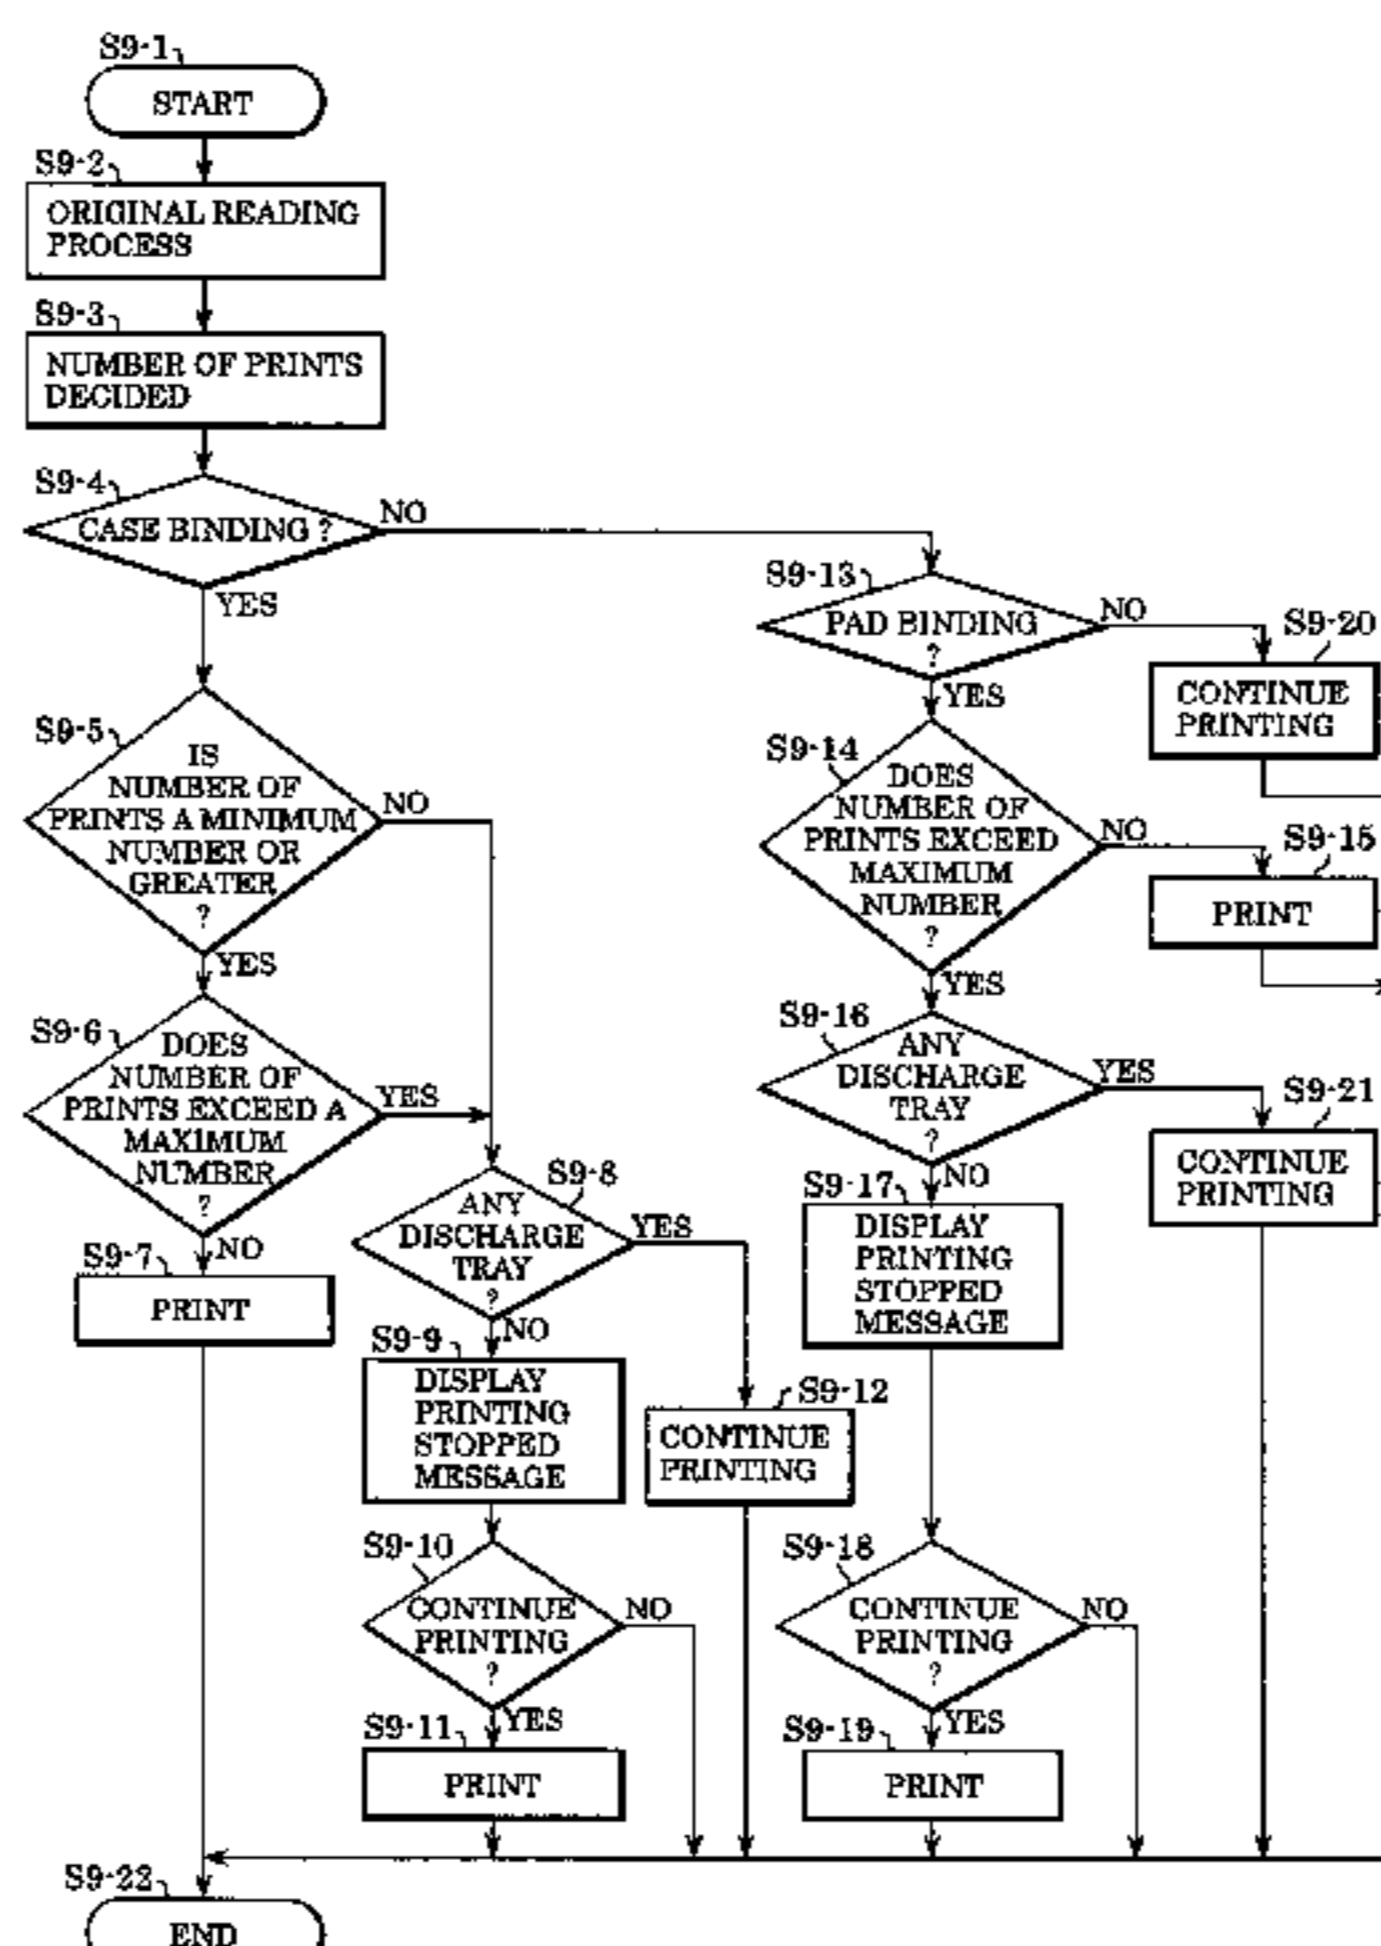 S9-1
START
S9-2
ORIGINAL READING
PROCESS
S9-3
NUMBER OF PRINTS
DECIDED
S9-4
CASE BINDING ?
NO
YES
S9-5
IS
NUMBER OF
PRINTS A MINIMUM
NUMBER OR
GREATER
?
NO
YES
S9-6
DOES
NUMBER OF
PRINTS EXCEED A
MAXIMUM
NUMBER
?
YES
NO
S9-7
PRINT
S9-8
ANY
DISCHARGE
TRAY
?
YES
NO
S9-9
DISPLAY
PRINTING
STOPPED
MESSAGE
S9-12
CONTINUE
PRINTING
S9-10
CONTINUE
PRINTING
?
NO
YES
S9-11
PRINT
S9-13
PAD BINDING
?
NO
YES
S9-20
CONTINUE
PRINTING
S9-14
DOES
NUMBER OF
PRINTS EXCEED
MAXIMUM
NUMBER
?
NO
YES
S9-15
PRINT
S9-16
ANY
DISCHARGE
TRAY
?
YES
NO
S9-21
CONTINUE
PRINTING
S9-17
DISPLAY
PRINTING
STOPPED
MESSAGE
S9-18
CONTINUE
PRINTING
?
NO
YES
S9-19
PRINT
S9-22
END